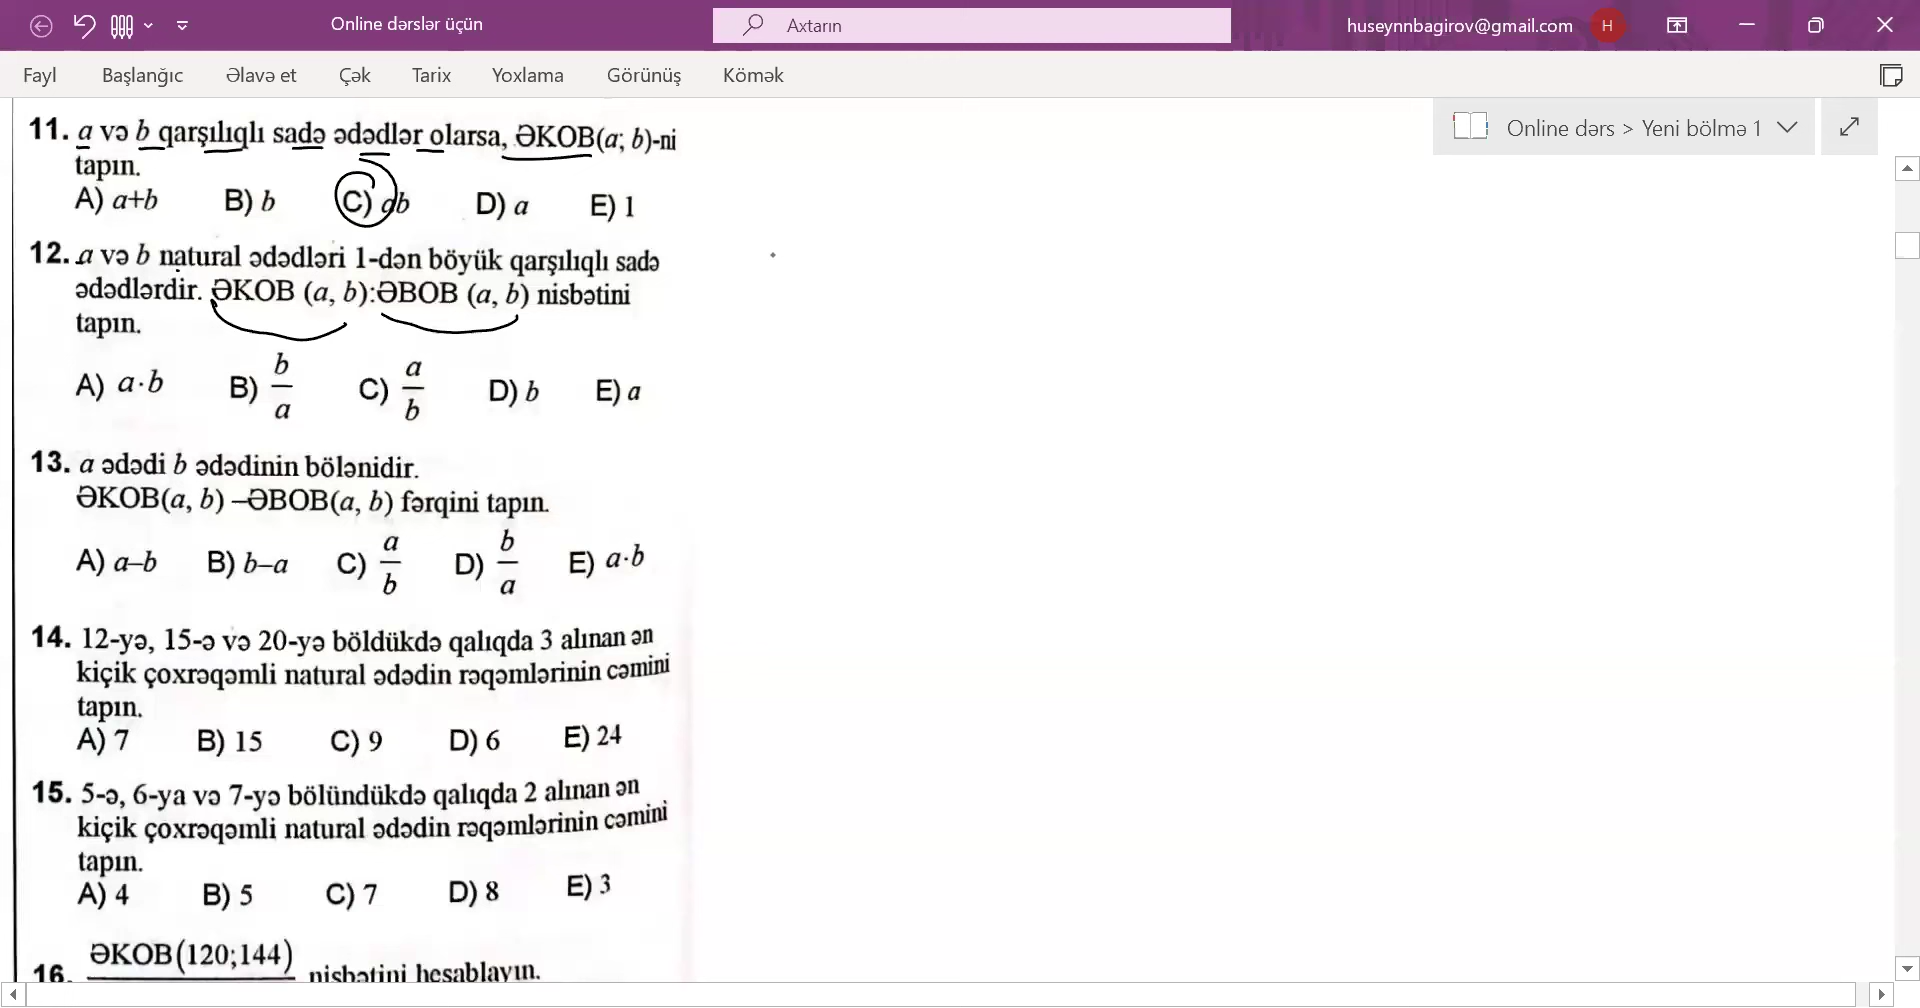 Online dərslər üçün
Axtarın
huseynnbagirov@gmail.com
H
Fayl Başlanğıc Əlavə et Çək Tarix Yoxlama Görünüş Kömək
Online dərs > Yeni bölmə 1
11. a və b qarşılıqlı sadə ədədlər olarsa, ƏKOB(a; b)-ni
tapın.
A) a+b B) b C) ab D) a E) 1
12. a və b natural ədədləri 1-dən böyük qarşılıqlı sadə
ədədlərdir. ƏKOB (a, b):ƏBOB (a, b) nisbətini
tapın.
A) a·b B) b/a C) a/b D) b E) a
13. a ədədi b ədədinin bölənidir.
ƏKOB(a, b) –ƏBOB(a, b) fərqini tapın.
A) a–b B) b–a C) a/b D) b/a E) a·b
14. 12-yə, 15-ə və 20-yə böldükdə qalıqda 3 alınan ən
kiçik çoxrəqəmli natural ədədin rəqəmlərinin cəmini
tapın.
A) 7 B) 15 C) 9 D) 6 E) 24
15. 5-ə, 6-ya və 7-yə bölündükdə qalıqda 2 alınan ən
kiçik çoxrəqəmli natural ədədin rəqəmlərinin cəmini
tapın.
A) 4 B) 5 C) 7 D) 8 E) 3
ƏKOB(120;144)
16. nisbətini hesablayın.